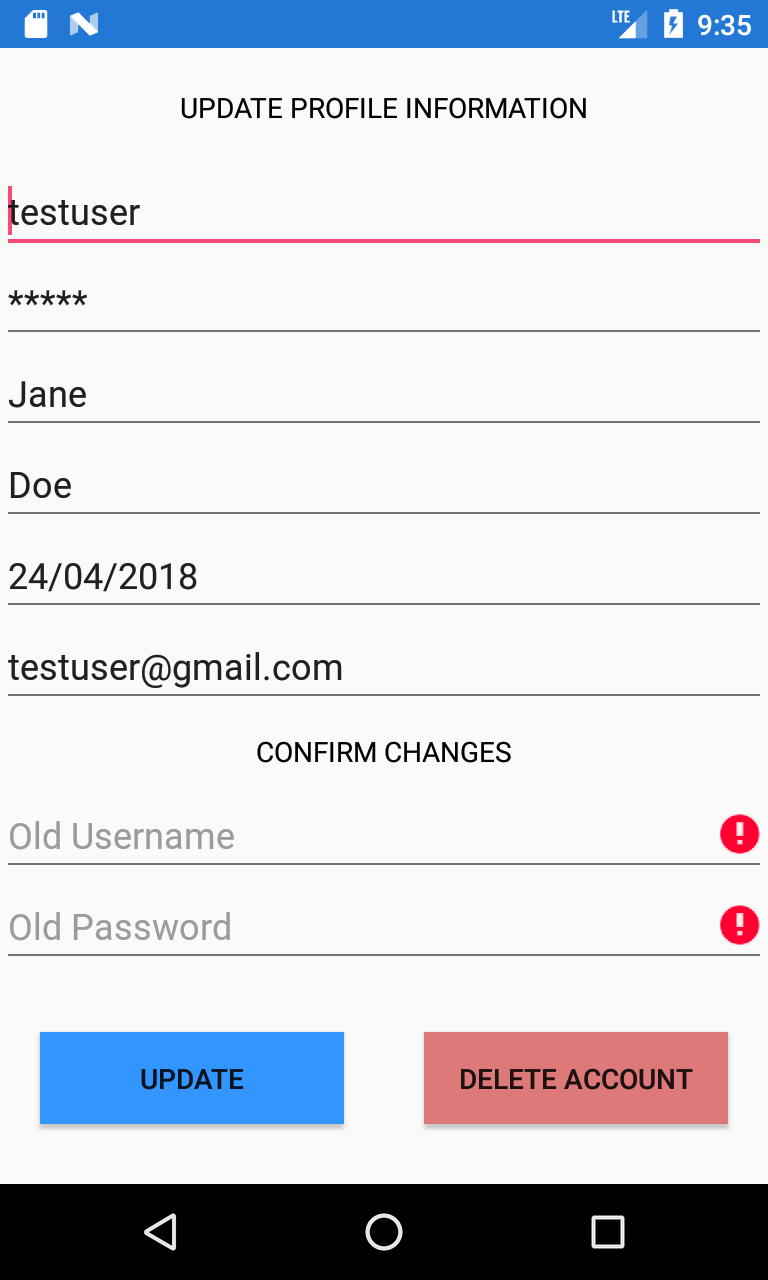 LTE 9:35
UPDATE PROFILE INFORMATION
testuser
*****
Jane
Doe
24/04/2018
testuser@gmail.com
CONFIRM CHANGES
Old Username
Old Password
UPDATE DELETE ACCOUNT